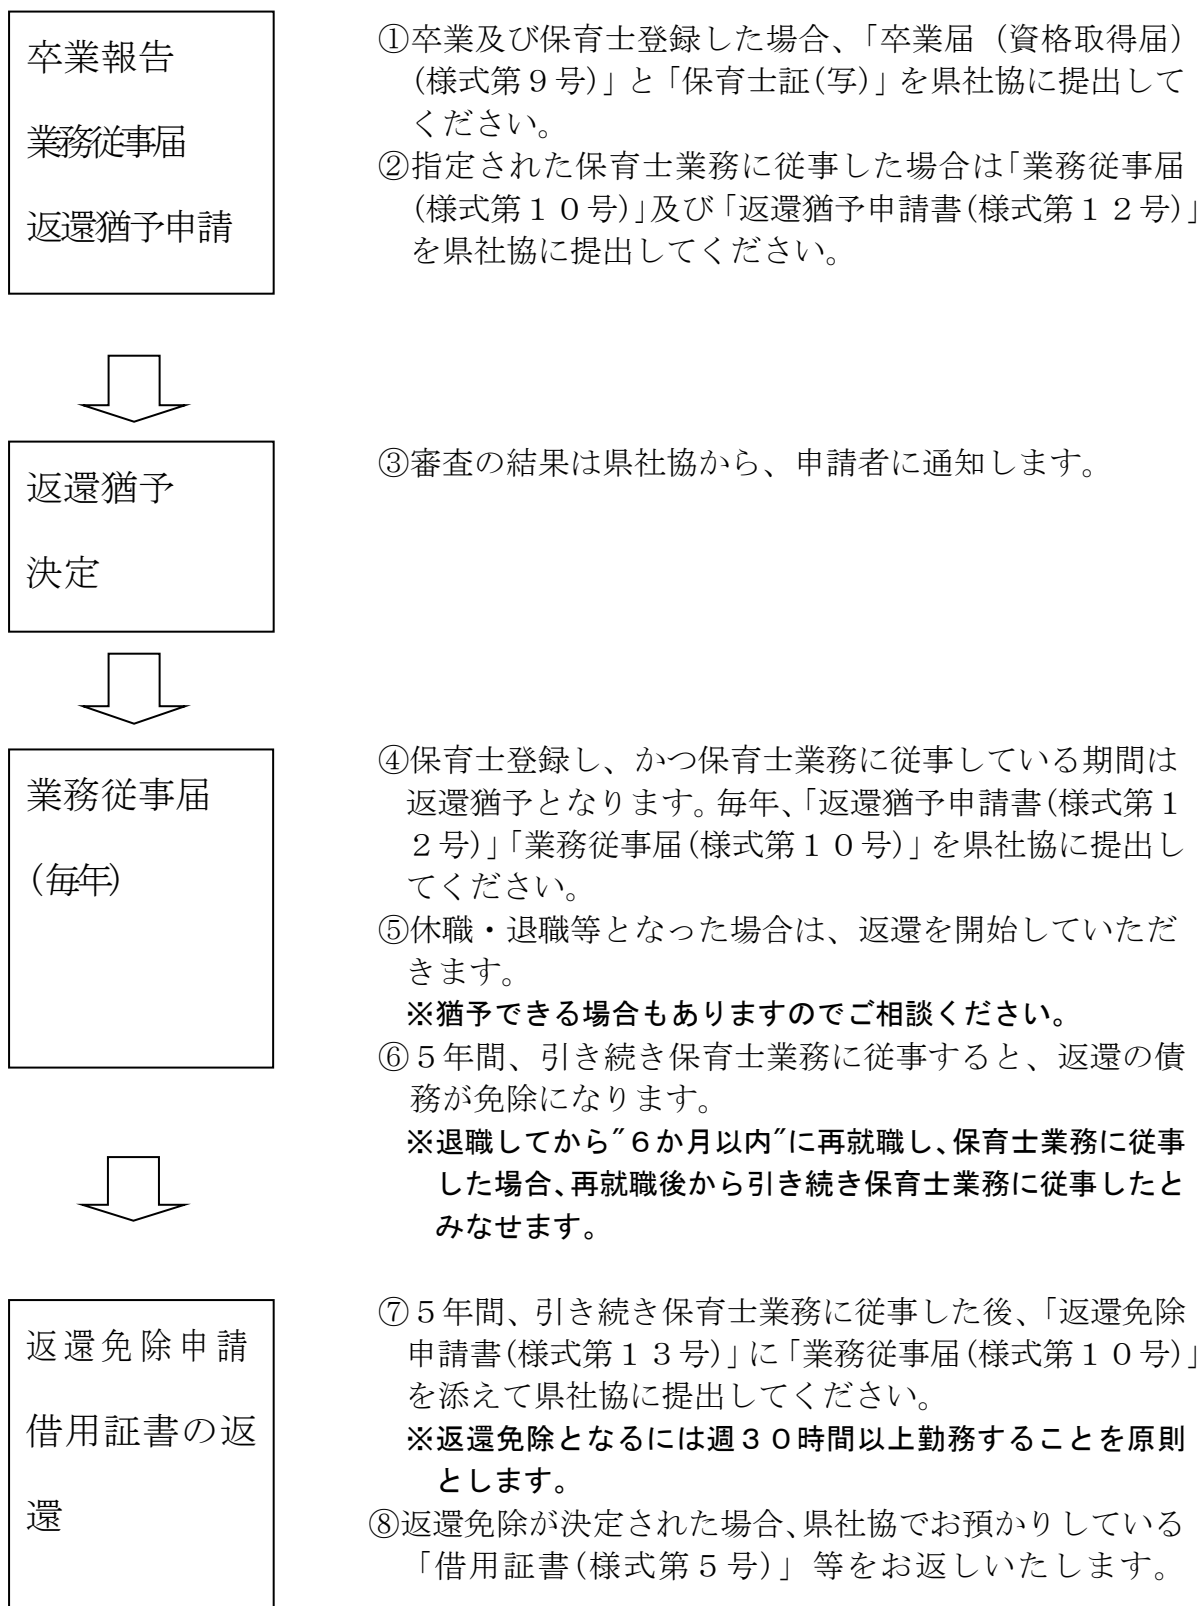 卒業報告
業務従事届
返還猶予申請
①卒業及び保育士登録した場合、「卒業届（資格取得届）
(様式第９号)」と「保育士証(写)」を県社協に提出して
ください。
②指定された保育士業務に従事した場合は「業務従事届
(様式第１０号)」及び「返還猶予申請書(様式第１２号)」
を県社協に提出してください。
返還猶予
決定
③審査の結果は県社協から、申請者に通知します。
業務従事届
(毎年)
④保育士登録し、かつ保育士業務に従事している期間は
返還猶予となります。毎年、「返還猶予申請書(様式第１
２号)」「業務従事届(様式第１０号)」を県社協に提出し
てください。
⑤休職・退職等となった場合は、返還を開始していただ
きます。
※猶予できる場合もありますのでご相談ください。
⑥５年間、引き続き保育士業務に従事すると、返還の債
務が免除になります。
※退職してから″６か月以内″に再就職し、保育士業務に従事
した場合、再就職後から引き続き保育士業務に従事したと
みなせます。
返還免除申請
借用証書の返
還
⑦５年間、引き続き保育士業務に従事した後、「返還免除
申請書(様式第１３号)」に「業務従事届(様式第１０号)」
を添えて県社協に提出してください。
※返還免除となるには週３０時間以上勤務することを原則
とします。
⑧返還免除が決定された場合、県社協でお預かりしている
「借用証書(様式第５号)」等をお返しいたします。